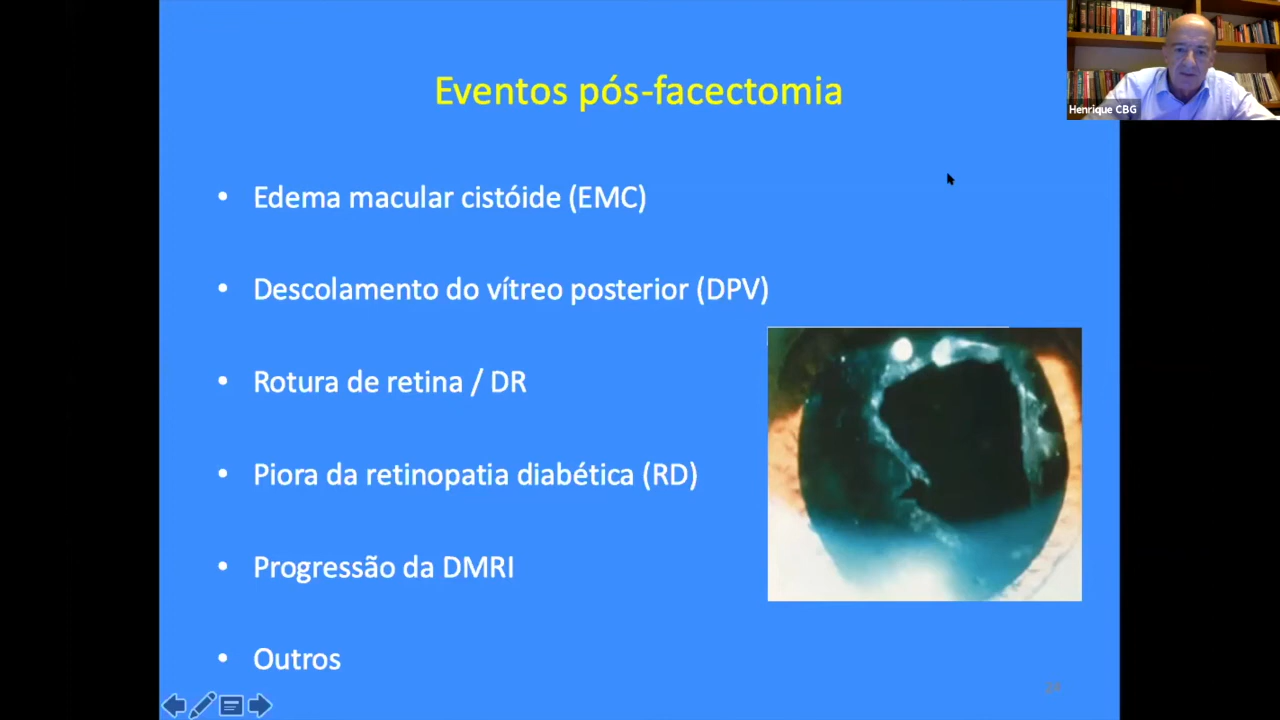 Eventos pós-facectomia
Henrique CBG
• Edema macular cistóide (EMC)
• Descolamento do vítreo posterior (DPV)
• Rotura de retina / DR
• Piora da retinopatia diabética (RD)
• Progressão da DMRI
• Outros